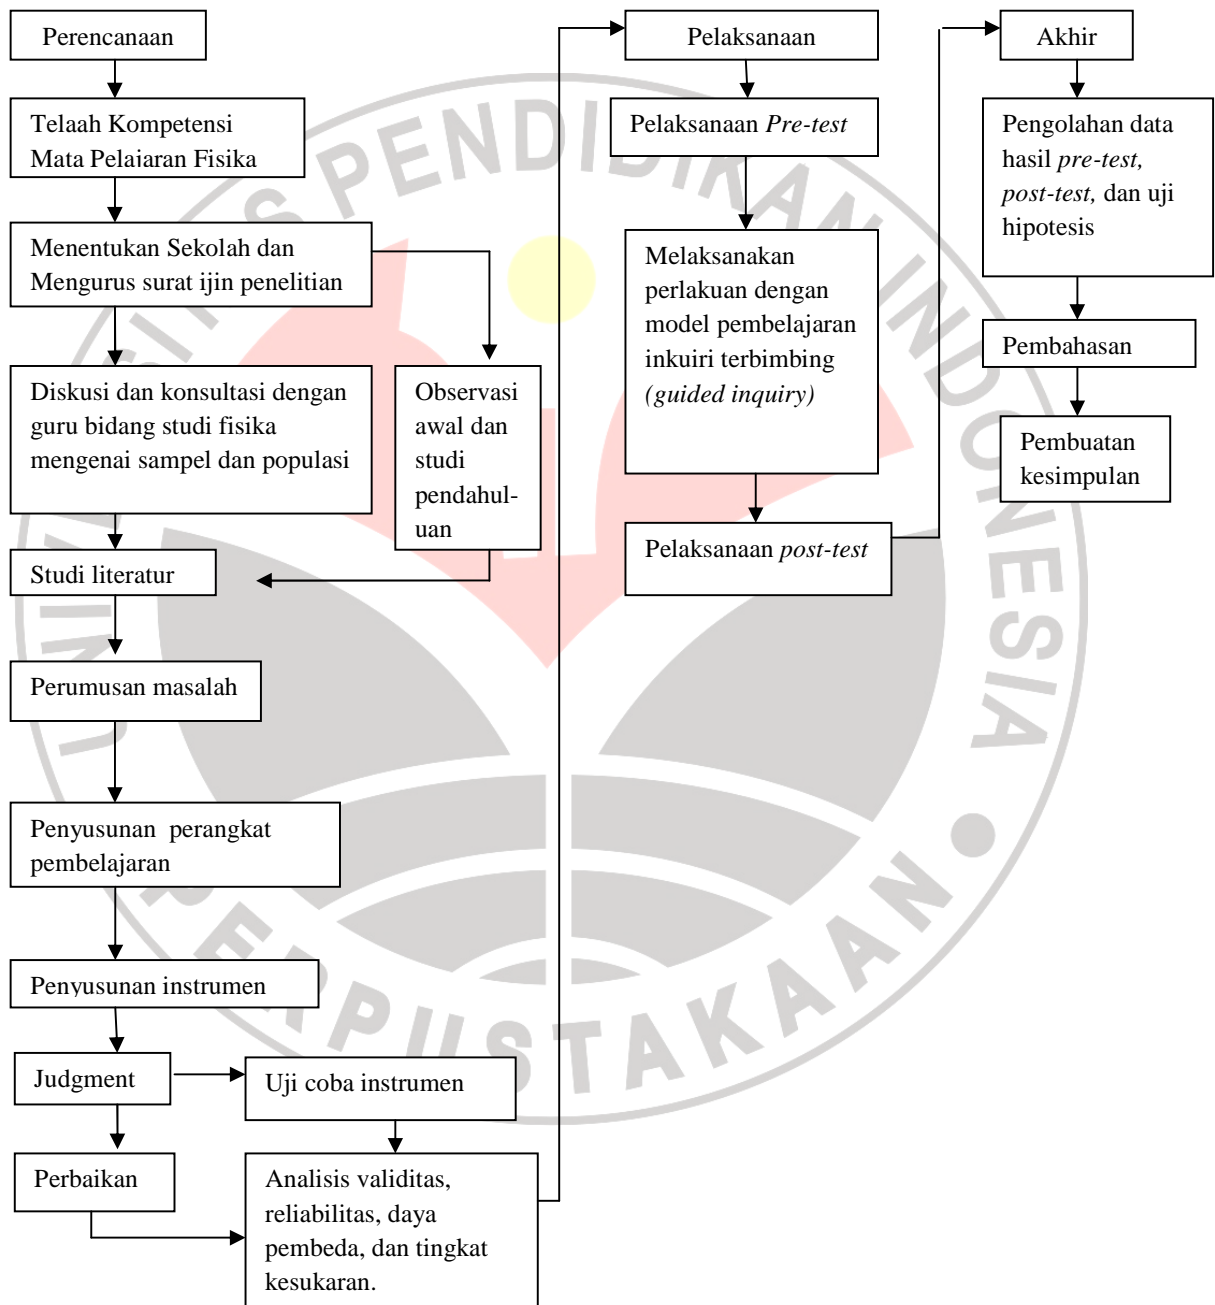 Perencanaan
Telaah Kompetensi
Mata Pelaiaran Fisika
Menentukan Sekolah dan
Mengurus surat ijin penelitian
Diskusi dan konsultasi dengan
guru bidang studi fisika
mengenai sampel dan populasi
Observasi
awal dan
studi
pendahul-
uan
Studi literatur
Perumusan masalah
Penyusunan perangkat
pembelajaran
Penyusunan instrumen
Judgment
Uji coba instrumen
Perbaikan
Analisis validitas,
reliabilitas, daya
pembeda, dan tingkat
kesukaran.
Pelaksanaan
Pelaksanaan Pre-test
Melaksanakan
perlakuan dengan
model pembelajaran
inkuiri terbimbing
(guided inquiry)
Pelaksanaan post-test
Akhir
Pengolahan data
hasil pre-test,
post-test, dan uji
hipotesis
Pembahasan
Pembuatan
kesimpulan
PENDIDIKAN INDONESIA
PERPUSTAKAAN